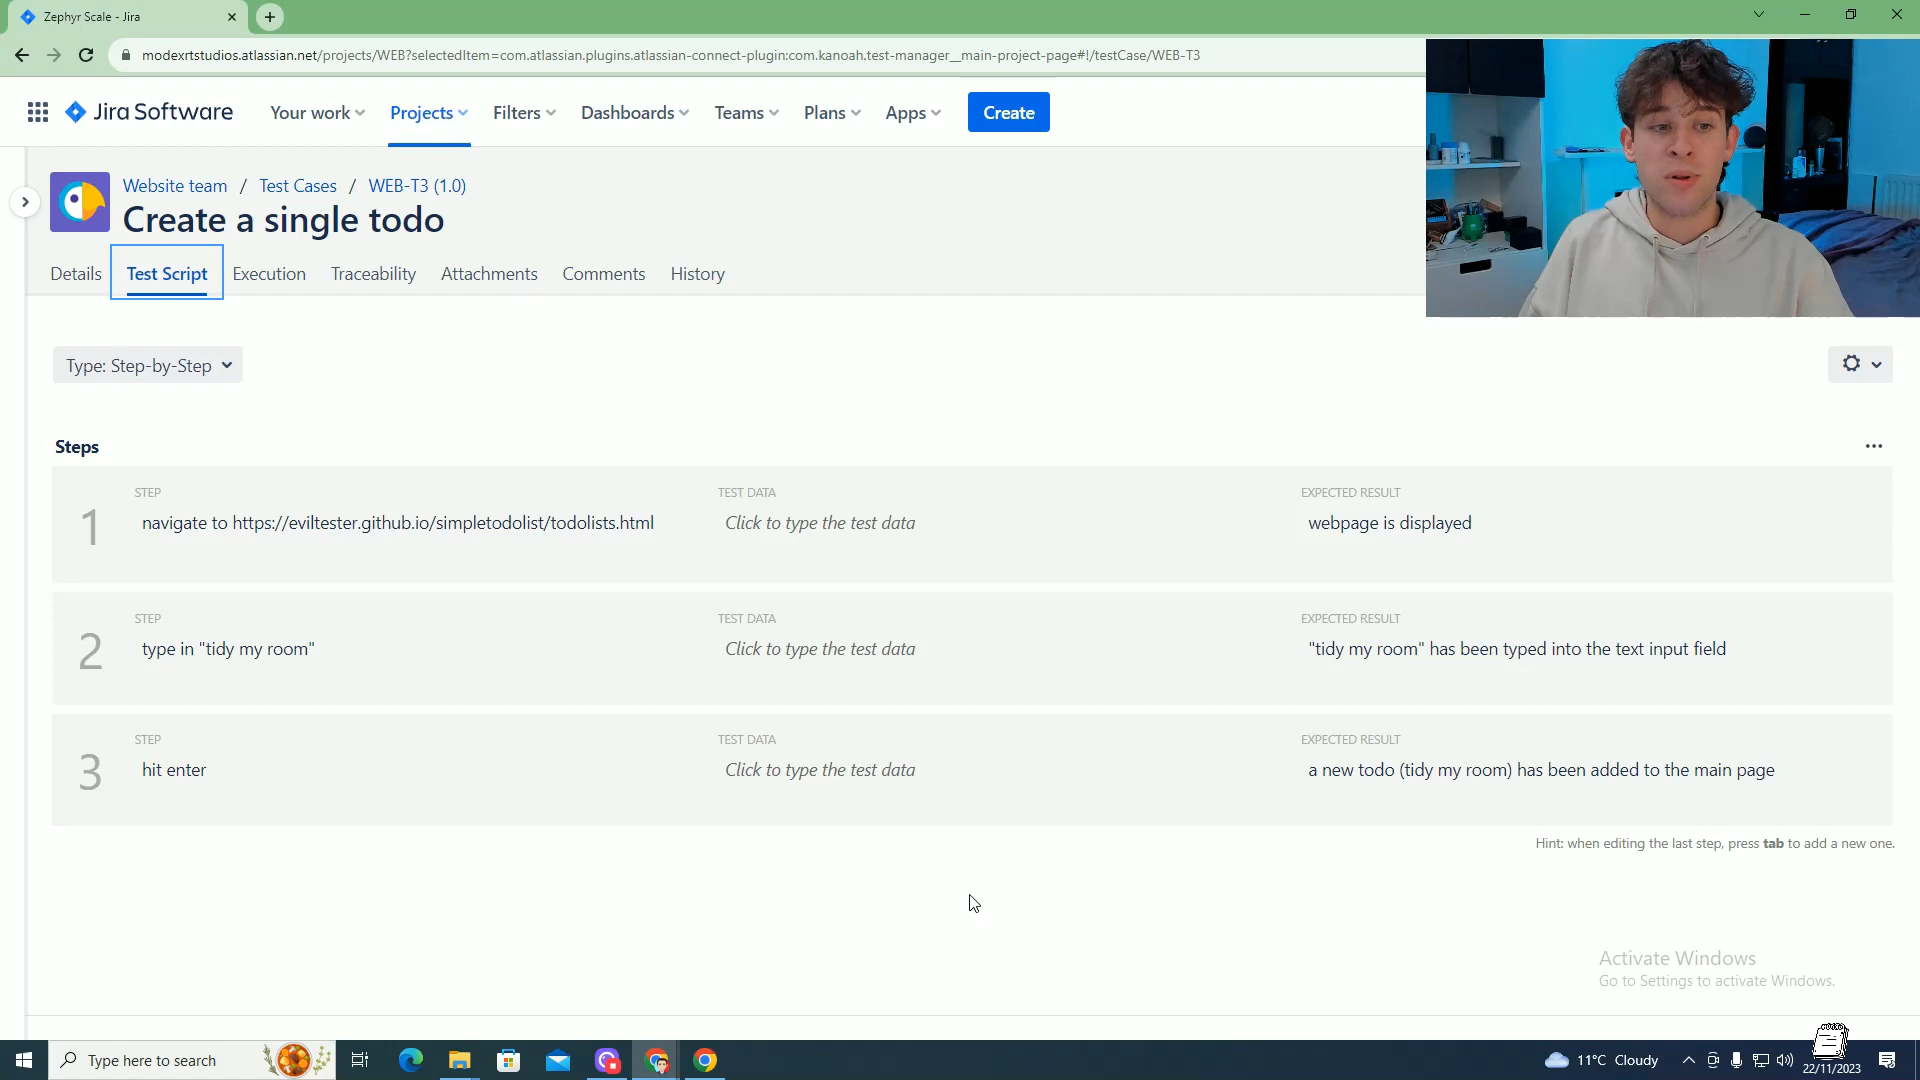 Zephyr Scale - Jira
modexrtstudios.atlassian.net/projects/WEB?selectedItem=com.atlassian.plugins.atlassian-connect-plugin:com.kanoah.test-manager__main-project-page#!/testCase/WEB-T3
Jira Software Your work Projects Filters Dashboards Teams Plans Apps Create
Website team / Test Cases / WEB-T3 (1.0)
Create a single todo
Details Test Script Execution Traceability Attachments Comments History
Type: Step-by-Step
Steps
STEP TEST DATA EXPECTED RESULT
1 navigate to https://eviltester.github.io/simpletodolist/todolists.html Click to type the test data webpage is displayed
STEP TEST DATA EXPECTED RESULT
2 type in "tidy my room" Click to type the test data "tidy my room" has been typed into the text input field
STEP TEST DATA EXPECTED RESULT
3 hit enter Click to type the test data a new todo (tidy my room) has been added to the main page
Hint: when editing the last step, press tab to add a new one.
Activate Windows
Go to Settings to activate Windows.
Type here to search 11°C Cloudy 22/11/2023